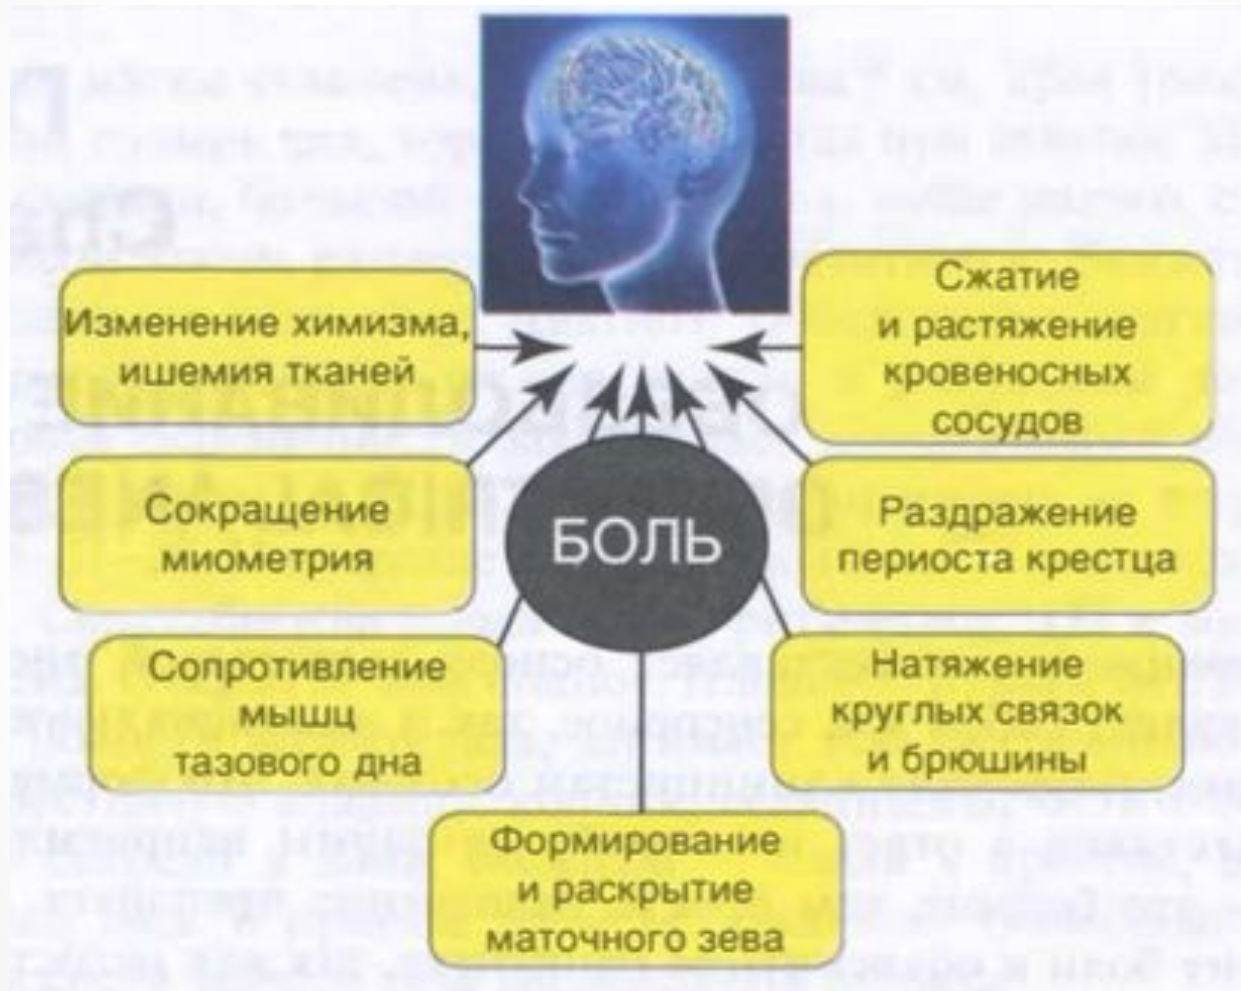 Изменение химизма,
ишемия тканей
Сжатие
и растяжение
кровеносных
сосудов
Сокращение
миометрия
БОЛЬ
Раздражение
периоста крестца
Сопротивление
мышц
тазового дна
Натяжение
круглых связок
и брюшины
Формирование
и раскрытие
маточного зева